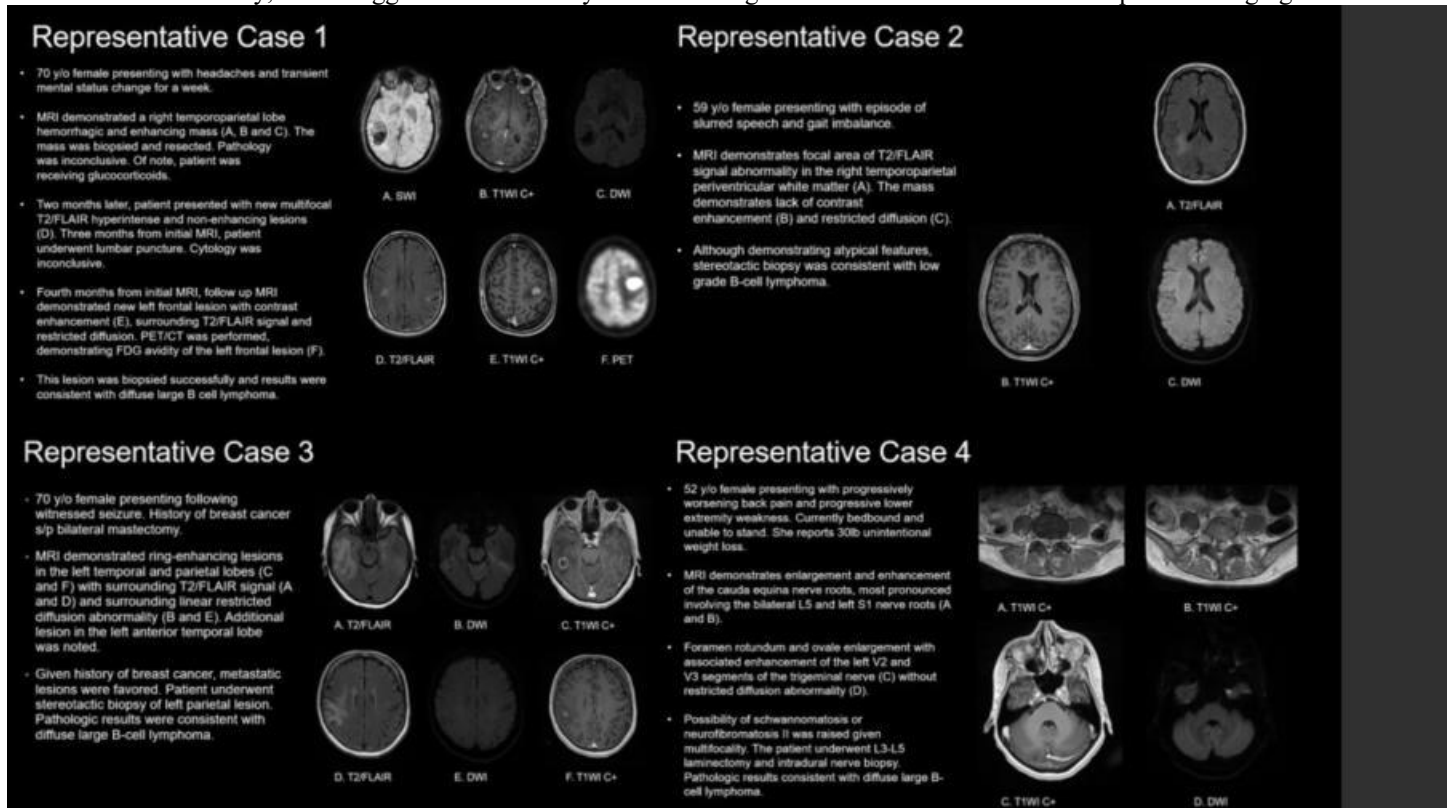 Representative Case 1
• 70 y/o female presenting with headaches and transient
mental status change for a week.
• MRI demonstrated a right temporoparietal lobe
hemorrhagic and enhancing mass (A, B and C). The
mass was biopsied and resected. Pathology
was inconclusive. Of note, patient was
receiving glucocorticoids.
• Two months later, patient presented with new multifocal
T2/FLAIR hyperintense and non-enhancing lesions
(D). Three months from initial MRI, patient
underwent lumbar puncture. Cytology was
inconclusive.
• Fourth months from initial MRI, follow up MRI
demonstrated new left frontal lesion with contrast
enhancement (E), surrounding T2/FLAIR signal and
restricted diffusion. PET/CT was performed,
demonstrating FDG avidity of the left frontal lesion (F).
• This lesion was biopsied successfully and results were
consistent with diffuse large B cell lymphoma.
A. SWI
B. T1WI C+
C. DWI
D. T2/FLAIR
E. T1WI C+
F. PET
Representative Case 2
• 59 y/o female presenting with episode of
slurred speech and gait imbalance.
• MRI demonstrates focal area of T2/FLAIR
signal abnormality in the right temporoparietal
periventricular white matter (A). The mass
demonstrates lack of contrast
enhancement (B) and restricted diffusion (C).
• Although demonstrating atypical features,
stereotactic biopsy was consistent with low
grade B-cell lymphoma.
A. T2/FLAIR
B. T1WI C+
C. DWI
Representative Case 3
• 70 y/o female presenting following
witnessed seizure. History of breast cancer
s/p bilateral mastectomy.
• MRI demonstrated ring-enhancing lesions
in the left temporal and parietal lobes (C
and F) with surrounding T2/FLAIR signal (A
and D) and surrounding linear restricted
diffusion abnormality (B and E). Additional
lesion in the left anterior temporal lobe
was noted.
• Given history of breast cancer, metastatic
lesions were favored. Patient underwent
stereotactic biopsy of left parietal lesion.
Pathologic results were consistent with
diffuse large B-cell lymphoma.
A. T2/FLAIR
B. DWI
C. T1WI C+
D. T2/FLAIR
E. DWI
F. T1WI C+
Representative Case 4
• 52 y/o female presenting with progressively
worsening back pain and progressive lower
extremity weakness. Currently bedbound and
unable to stand. She reports 30lb unintentional
weight loss.
• MRI demonstrates enlargement and enhancement
of the cauda equina nerve roots, most pronounced
involving the bilateral L5 and left S1 nerve roots (A
and B).
• Foramen rotundum and ovale enlargement with
associated enhancement of the left V2 and
V3 segments of the trigeminal nerve (C) without
restricted diffusion abnormality (D).
• Possibility of schwannomatosis or
neurofibromatosis II was raised given
multifocality. The patient underwent L3-L5
laminectomy and intradural nerve biopsy.
Pathologic results consistent with diffuse large B-
cell lymphoma.
A. T1WI C+
B. T1WI C+
C. T1WI C+
D. DWI